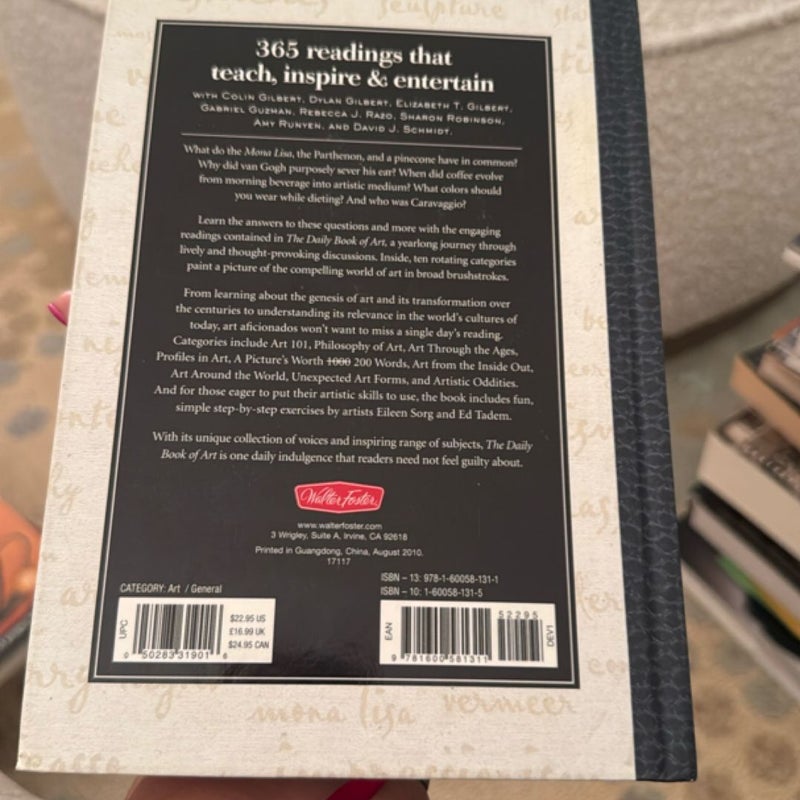 sculpture
365 readings that
teach, inspire & entertain
WITH COLIN GILBERT, DYLAN GILBERT, ELIZABETH T. GILBERT,
GABRIEL GUZMAN, REBECCA J. RAZO, SHARON ROBINSON,
AMY RUNYEN, AND DAVID J. SCHMIDT.
What do the Mona Lisa, the Parthenon, and a pinecone have in common?
Why did van Gogh purposely sever his ear? When did coffee evolve
from morning beverage into artistic medium? What colors should
you wear while dieting? And who was Caravaggio?
Learn the answers to these questions and more with the engaging
readings contained in The Daily Book of Art, a yearlong journey through
lively and thought-provoking discussions. Inside, ten rotating categories
paint a picture of the compelling world of art in broad brushstrokes.
From learning about the genesis of art and its transformation over
the centuries to understanding its relevance in the world's cultures of
today, art aficionados won't want to miss a single day's reading.
Categories include Art 101, Philosophy of Art, Art Through the Ages,
Profiles in Art, A Picture's Worth 1000 200 Words, Art from the Inside Out,
Art Around the World, Unexpected Art Forms, and Artistic Oddities.
And for those eager to put their artistic skills to use, the book includes fun,
simple step-by-step exercises by artists Eileen Sorg and Ed Tadem.
With its unique collection of voices and inspiring range of subjects, The Daily
Book of Art is one daily indulgence that readers need not feel guilty about.
Walter Foster
www.walterfoster.com
3 Wrigley, Suite A, Irvine, CA 92618
Printed in Guangdong, China, August 2010.
17117
CATEGORY: Art / General
ISBN – 13: 978-1-60058-131-1
ISBN – 10: 1-60058-131-5
UPC
$22.95 US
£16.99 UK
$24.95 CAN
0 50283 31901 6
EAN
52295
9 781600 581311
DEV1
mona lisa vermeer